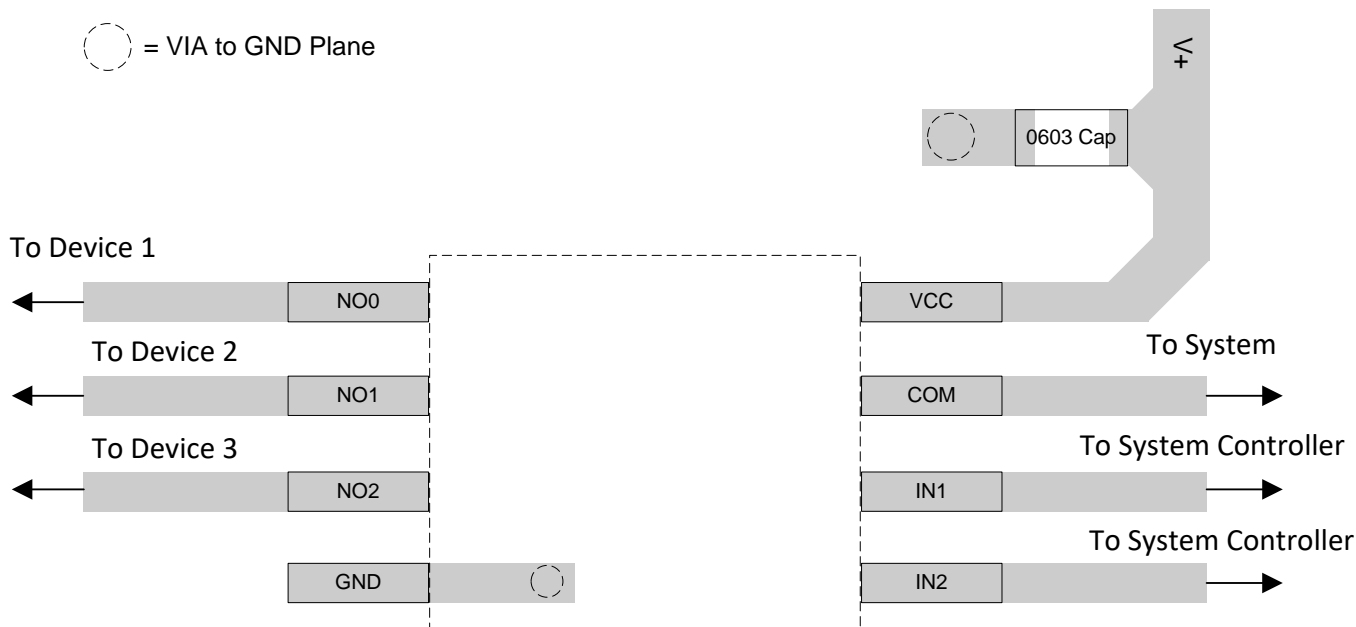 = VIA to GND Plane
V+
0603 Cap
To Device 1
NO0
VCC
To Device 2
To System
NO1
COM
To Device 3
To System Controller
NO2
IN1
To System Controller
GND
IN2